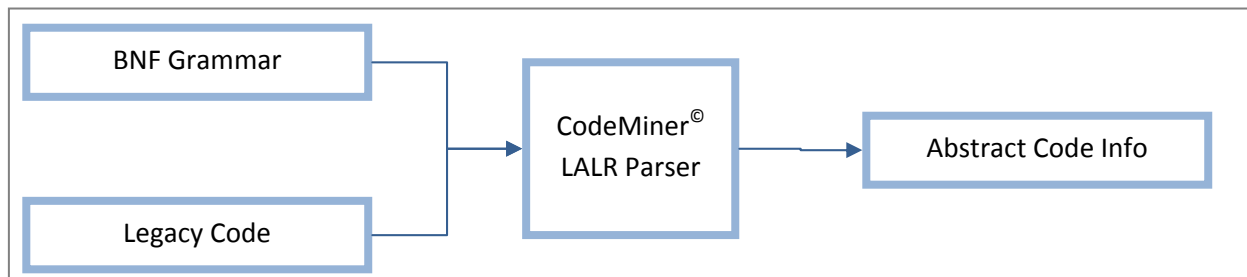 BNF Grammar
CodeMiner©
LALR Parser
Abstract Code Info
Legacy Code